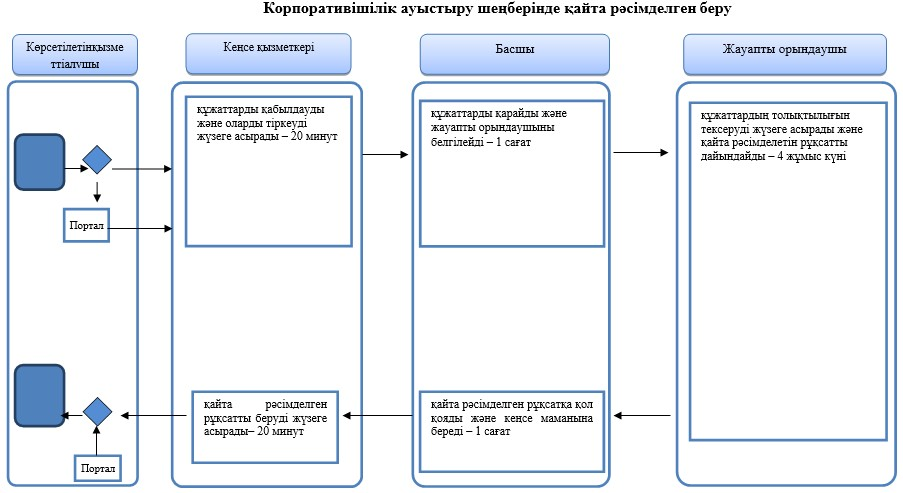 Корпоративішілік ауыстыру шеңберінде қайта рәсімделген беру
Көрсетілетінқызме
ттіалушы
Кеңсе қызметкері
Басшы
Жауапты орындаушы
құжаттарды қабылдауды
және оларды тіркеуді
жүзеге асырады – 20 минут
құжаттарды қарайды және
жауапты орындаушыны
белгілейді – 1 сағат
құжаттардың толықтылығын
тексеруді жүзеге асырады және
қайта рәсімделетін рұқсатты
дайындайды – 4 жұмыс күні
Портал
қайта рәсімделген
рұқсатты беруді жүзеге
асырады– 20 минут
қайта рәсімделген рұқсатқа қол
қояды және кеңсе маманына
береді – 1 сағат
Портал